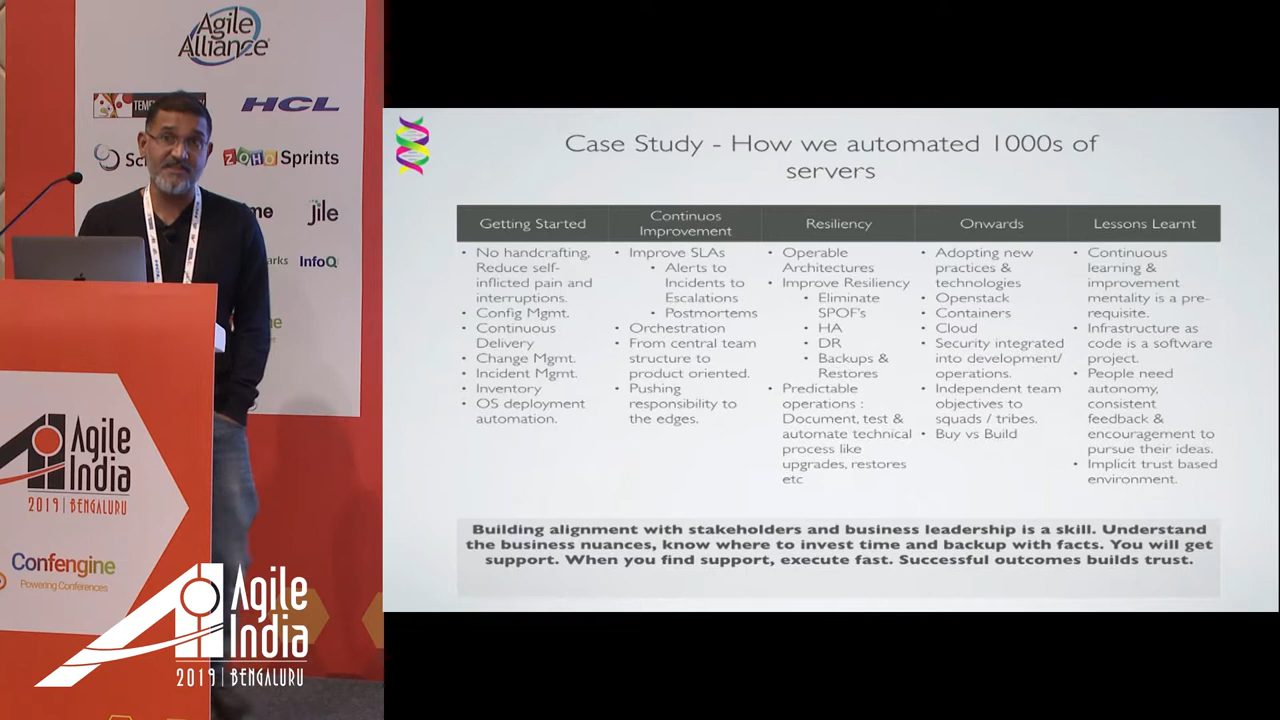 Agile
Alliance
HCL
ZOHO Sprints
Jile
InfoQ
Agile
India
2019 | BENGALURU
Confengine
Powering Conferences
Agile
India
2019 | BENGALURU
Case Study - How we automated 1000s of
servers
Getting Started
• No handcrafting,
Reduce self-
inflicted pain and
interruptions.
• Config Mgmt.
• Continuous
Delivery
• Change Mgmt.
• Incident Mgmt.
• Inventory
• OS deployment
automation.
Continuos
Improvement
• Improve SLAs
• Alerts to
Incidents to
Escalations
• Postmortems
• Orchestration
• From central team
structure to
product oriented.
• Pushing
responsibility to
the edges.
Resiliency
• Operable
Architectures
• Improve Resiliency
• Eliminate
SPOF's
• HA
• DR
• Backups &
Restores
• Predictable
operations :
Document, test &
automate technical
process like
upgrades, restores
etc
Onwards
• Adopting new
practices &
technologies
• Openstack
• Containers
• Cloud
• Security integrated
into development/
operations.
• Independent team
objectives to
squads / tribes.
• Buy vs Build
Lessons Learnt
• Continuous
learning &
improvement
mentality is a pre-
requisite.
• Infrastructure as
code is a software
project.
• People need
autonomy,
consistent
feedback &
encouragement to
pursue their ideas.
• Implicit trust based
environment.
Building alignment with stakeholders and business leadership is a skill. Understand
the business nuances, know where to invest time and backup with facts. You will get
support. When you find support, execute fast. Successful outcomes builds trust.